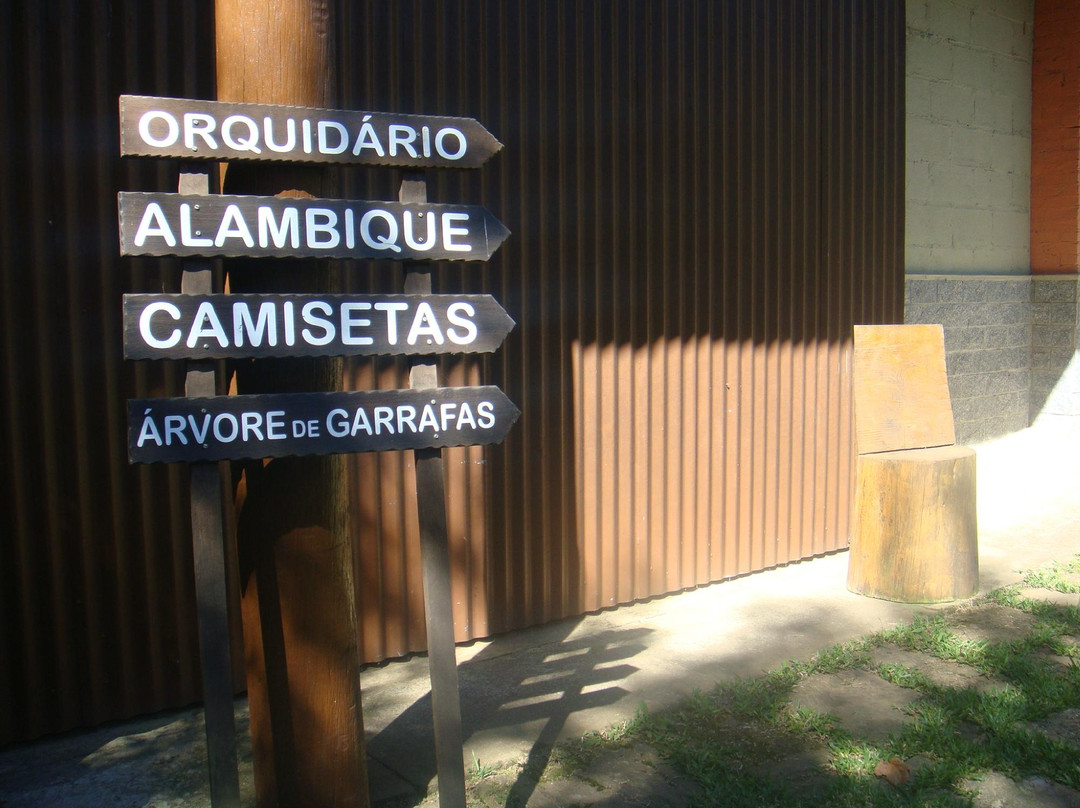 ORQUIDÁRIO
ALAMBIQUE
CAMISETAS
ÁRVORE DE GARRAFAS